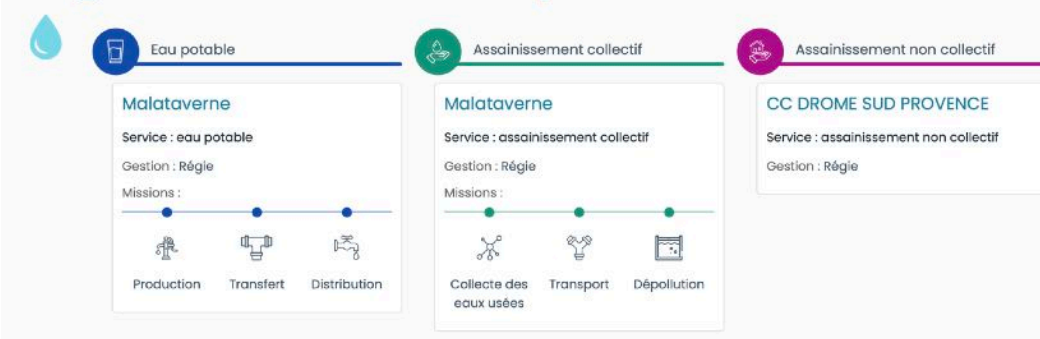 Eau potable
Malataverne
Service : eau potable
Gestion : Régie
Missions :
Production
Transfert
Distribution
Assainissement collectif
Malataverne
Service : assainissement collectif
Gestion : Régie
Missions :
Collecte des
eaux usées
Transport
Dépollution
Assainissement non collectif
CC DROME SUD PROVENCE
Service : assainissement non collectif
Gestion : Régie